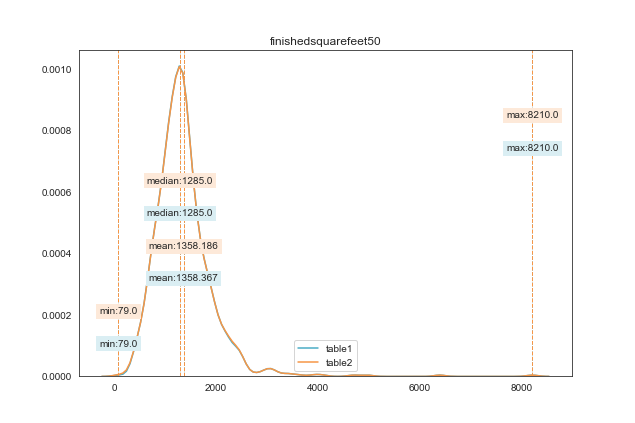 finishedsquarefeet50
0.0010
max:8210.0
0.0008
max:8210.0
median:1285.0
0.0006
median:1285.0
mean:1358.186
0.0004
mean:1358.367
min:79.0
0.0002
min:79.0
table1
table2
0.0000
0 2000 4000 6000 8000